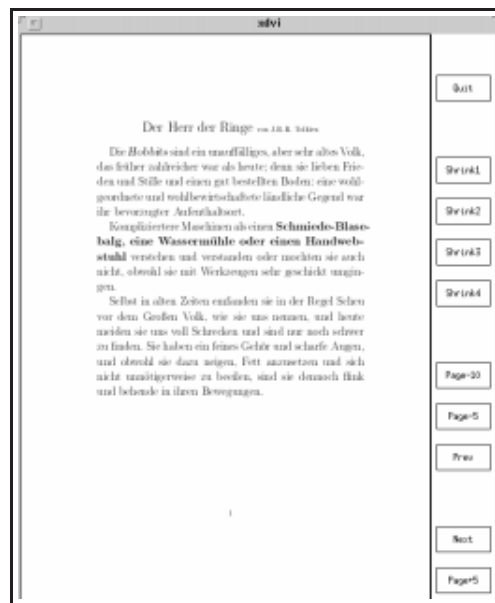 xdvi
Der Herr der Ringe von J.R.R. Tolkien
Die Hobbits sind ein unauffälliges, aber sehr altes Volk,
das früher zahlreicher war als heute; denn sie lieben Frie-
den und Stille und einen gut bestellten Boden; eine wohl-
geordnete und wohlbewirtschaftete ländliche Gegend war
ihr bevorzugter Aufenthaltsort.
Kompliziertere Maschinen als einen Schmiede-Blase-
balg, eine Wassermühle oder einen Handweb-
stuhl verstehen und verstanden oder mochten sie auch
nicht, obwohl sie mit Werkzeugen sehr geschickt umgin-
gen.
Selbst in alten Zeiten empfanden sie in der Regel Scheu
vor dem Großen Volk, wie sie uns nennen, und heute
meiden sie uns voll Schrecken und sind nur noch schwer
zu finden. Sie haben ein feines Gehör und scharfe Augen,
und obwohl sie dazu neigen, Fett anzusetzen und sich
nicht unnötigerweise zu beeilen, sind sie dennoch flink
und behende in ihren Bewegungen.
1
Quit
Shrink1
Shrink2
Shrink3
Shrink4
Page-10
Page-5
Prev
Next
Page+5